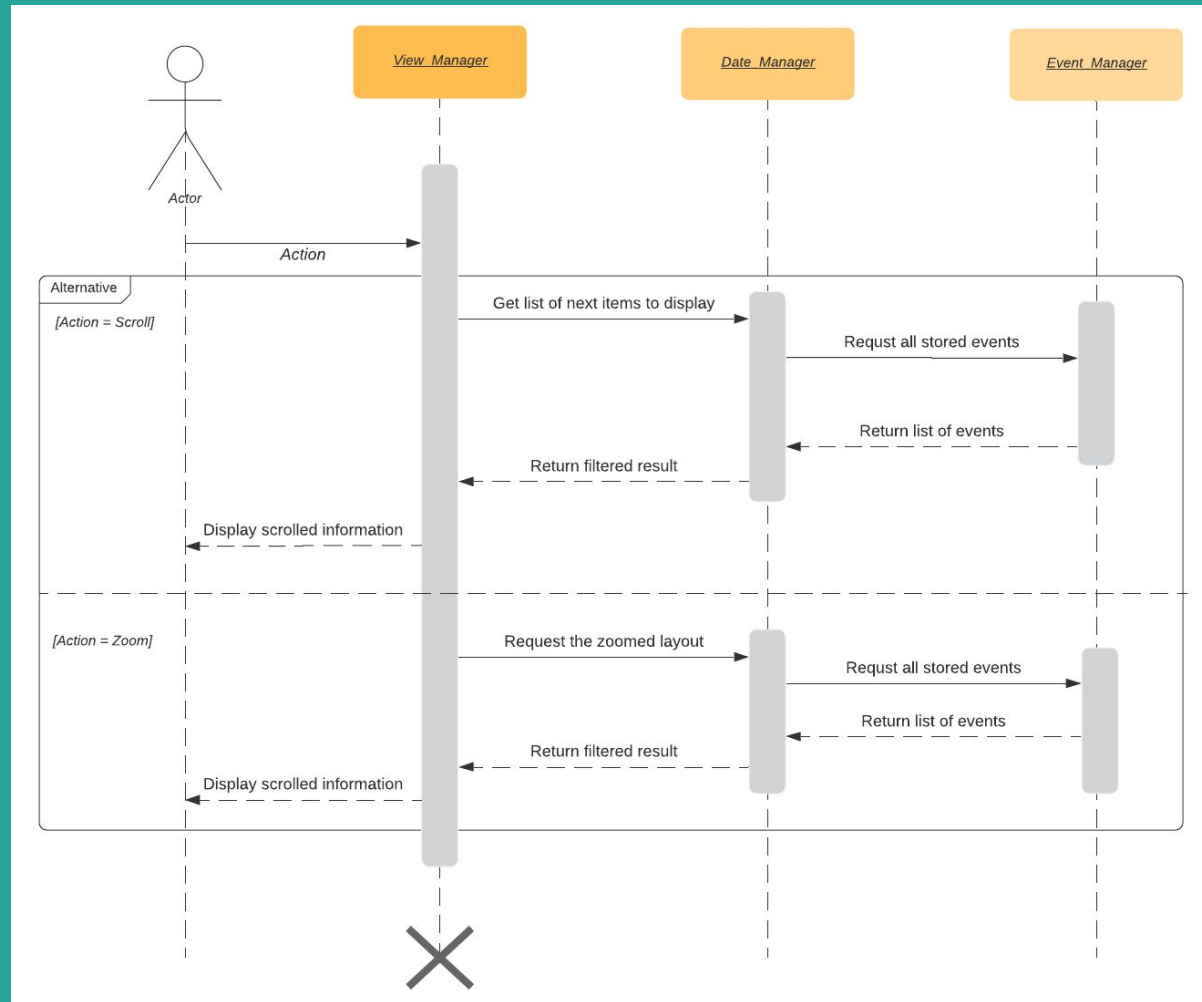 View_Manager
Date_Manager
Event_Manager
Actor
Action
Alternative
[Action = Scroll]
Get list of next items to display
Requst all stored events
Return list of events
Return filtered result
Display scrolled information
[Action = Zoom]
Request the zoomed layout
Requst all stored events
Return list of events
Return filtered result
Display scrolled information